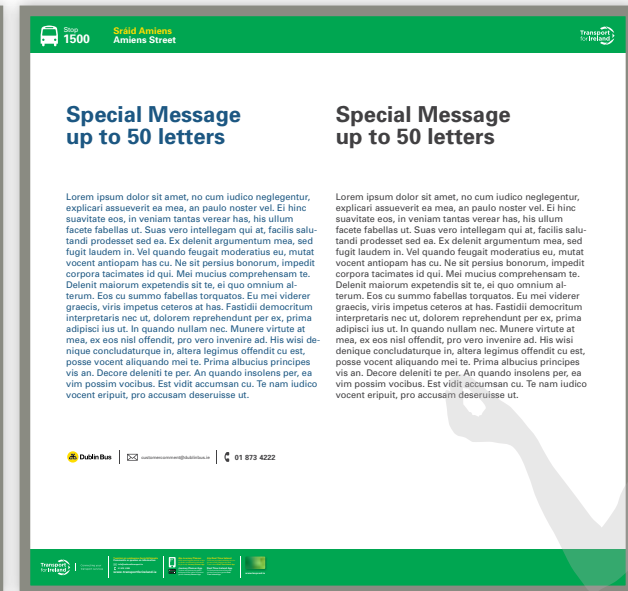 Stop
1500
Sráid Amiens
Amiens Street
Transport
for Ireland
Special Message
up to 50 letters
Lorem ipsum dolor sit amet, no cum iudico neglegentur,
explicari assueverit ea mea, an paulo noster vel. Ei hinc
suavitate eos, in veniam tantas verear has, his ullum
facete fabellas ut. Suas vero intellegam qui at, facilis salu-
tandi prodesset sed ea. Ex delenit argumentum mea, sed
fugit laudem in. Vel quando feugait moderatius eu, mutat
vocent antiopam has cu. Ne sit persius bonorum, impedit
corpora tacimates id qui. Mei mucius comprehensam te.
Delenit maiorum expetendis sit te, ei quo omnium al-
terum. Eos cu summo fabellas torquatos. Eu mei viderer
graecis, viris impetus ceteros at has. Fastidii democritum
interpretaris nec ut, dolorem reprehendunt per ex, prima
adipisci ius ut. In quando nullam nec. Munere virtute at
mea, ex eos nisl offendit, pro vero invenire ad. His wisi de-
nique concludaturque in, altera legimus offendit cu est,
posse vocent aliquando mei te. Prima albucius principes
vis an. Decore deleniti te per. An quando insolens per, ea
vim possim vocibus. Est vidit accumsan cu. Te nam iudico
vocent eripuit, pro accusam deseruisse ut.
Special Message
up to 50 letters
Lorem ipsum dolor sit amet, no cum iudico neglegentur,
explicari assueverit ea mea, an paulo noster vel. Ei hinc
suavitate eos, in veniam tantas verear has, his ullum
facete fabellas ut. Suas vero intellegam qui at, facilis salu-
tandi prodesset sed ea. Ex delenit argumentum mea, sed
fugit laudem in. Vel quando feugait moderatius eu, mutat
vocent antiopam has cu. Ne sit persius bonorum, impedit
corpora tacimates id qui. Mei mucius comprehensam te.
Delenit maiorum expetendis sit te, ei quo omnium al-
terum. Eos cu summo fabellas torquatos. Eu mei viderer
graecis, viris impetus ceteros at has. Fastidii democritum
interpretaris nec ut, dolorem reprehendunt per ex, prima
adipisci ius ut. In quando nullam nec. Munere virtute at
mea, ex eos nisl offendit, pro vero invenire ad. His wisi
denique concludaturque in, altera legimus offendit cu est,
posse vocent aliquando mei te. Prima albucius principes
vis an. Decore deleniti te per. An quando insolens per, ea
vim possim vocibus. Est vidit accumsan cu. Te nam iudico
vocent eripuit, pro accusam deseruisse ut.
Dublin Bus
customercomment@dublinbus.ie
01 873 4222
Transport
for Ireland